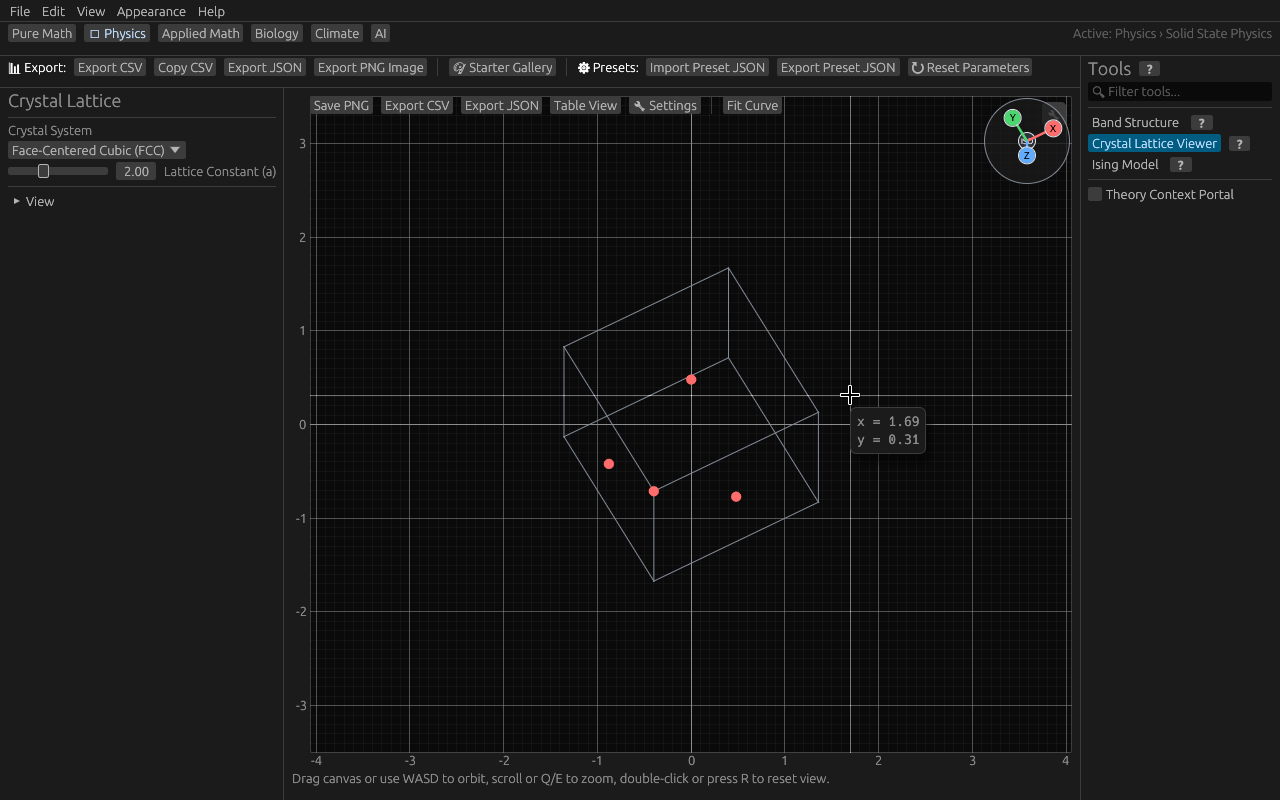 File Edit View Appearance Help
Pure Math Physics Applied Math Biology Climate AI Active: Physics › Solid State Physics
Export: Export CSV Copy CSV Export JSON Export PNG Image Starter Gallery Presets: Import Preset JSON Export Preset JSON Reset Parameters
Tools ?
Filter tools...
Band Structure ?
Crystal Lattice Viewer ?
Ising Model ?
Theory Context Portal
Crystal Lattice
Crystal System
Face-Centered Cubic (FCC)
2.00 Lattice Constant (a)
View
Save PNG Export CSV Export JSON Table View Settings Fit Curve
Y
X
Z
3
2
1
0
-1
-2
-3
x = 1.69
y = 0.31
-4 -3 -2 -1 0 1 2 3 4
Drag canvas or use WASD to orbit, scroll or Q/E to zoom, double-click or press R to reset view.